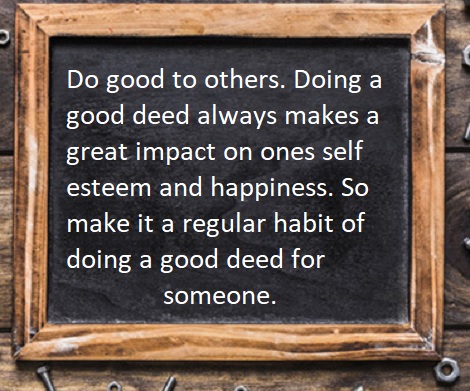 Do good to others. Doing a
good deed always makes a
great impact on ones self
esteem and happiness. So
make it a regular habit of
doing a good deed for
someone.